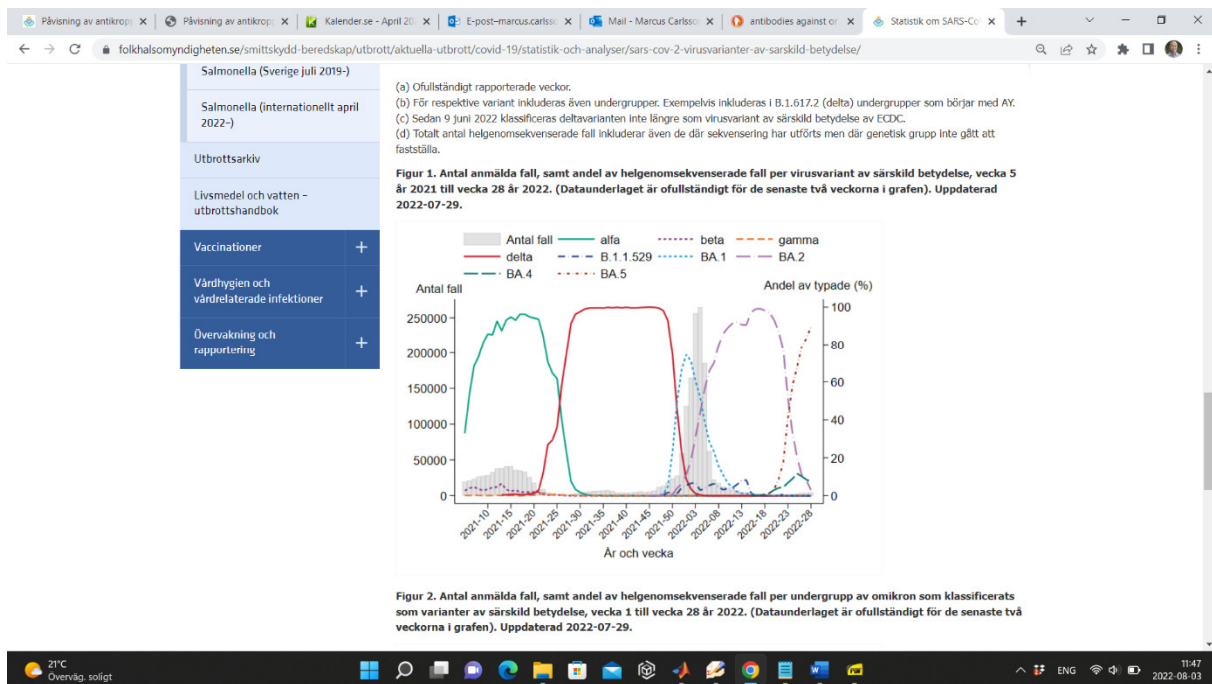 Påvisning av antikropp
Påvisning av antikropp
Kalender.se - April 20
E-post–marcus.carlsso
Mail - Marcus Carlsso
antibodies against or
Statistik om SARS-Co
folkhalsomyndigheten.se/smittskydd-beredskap/utbrott/aktuella-utbrott/covid-19/statistik-och-analyser/sars-cov-2-virusvarianter-av-sarskild-betydelse/
Salmonella (Sverige juli 2019-)
Salmonella (internationellt april
2022-)
Utbrottsarkiv
Livsmedel och vatten –
utbrottshandbok
Vaccinationer
Vårdhygien och
vårdrelaterade infektioner
Övervakning och
rapportering
(a) Ofullständigt rapporterade veckor.
(b) För respektive variant inkluderas även undergrupper. Exempelvis inkluderas i B.1.617.2 (delta) undergrupper som börjar med AY.
(c) Sedan 9 juni 2022 klassificeras deltavarianten inte längre som virusvariant av särskild betydelse av ECDC.
(d) Totalt antal helgenomsekvenserade fall inkluderar även de där sekvensering har utförts men där genetisk grupp inte gått att
fastställa.
Figur 1. Antal anmälda fall, samt andel av helgenomsekvenserade fall per virusvariant av särskild betydelse, vecka 5
år 2021 till vecka 28 år 2022. (Dataunderlaget är ofullständigt för de senaste två veckorna i grafen). Uppdaterad
2022-07-29.
Antal fall alfa beta gamma
delta B.1.1.529 BA.1 BA.2
BA.4 BA.5
Antal fall
Andel av typade (%)
250000
200000
150000
100000
50000
0
100
80
60
40
20
0
2021-10 2021-15 2021-20 2021-25 2021-30 2021-35 2021-40 2021-45 2021-50 2022-03 2022-08 2022-13 2022-18 2022-23 2022-28
År och vecka
Figur 2. Antal anmälda fall, samt andel av helgenomsekvenserade fall per undergrupp av omikron som klassificerats
som varianter av särskild betydelse, vecka 1 till vecka 28 år 2022. (Dataunderlaget är ofullständigt för de senaste två
veckorna i grafen). Uppdaterad 2022-07-29.
21°C
Överväg. soligt
ENG
11:47
2022-08-03